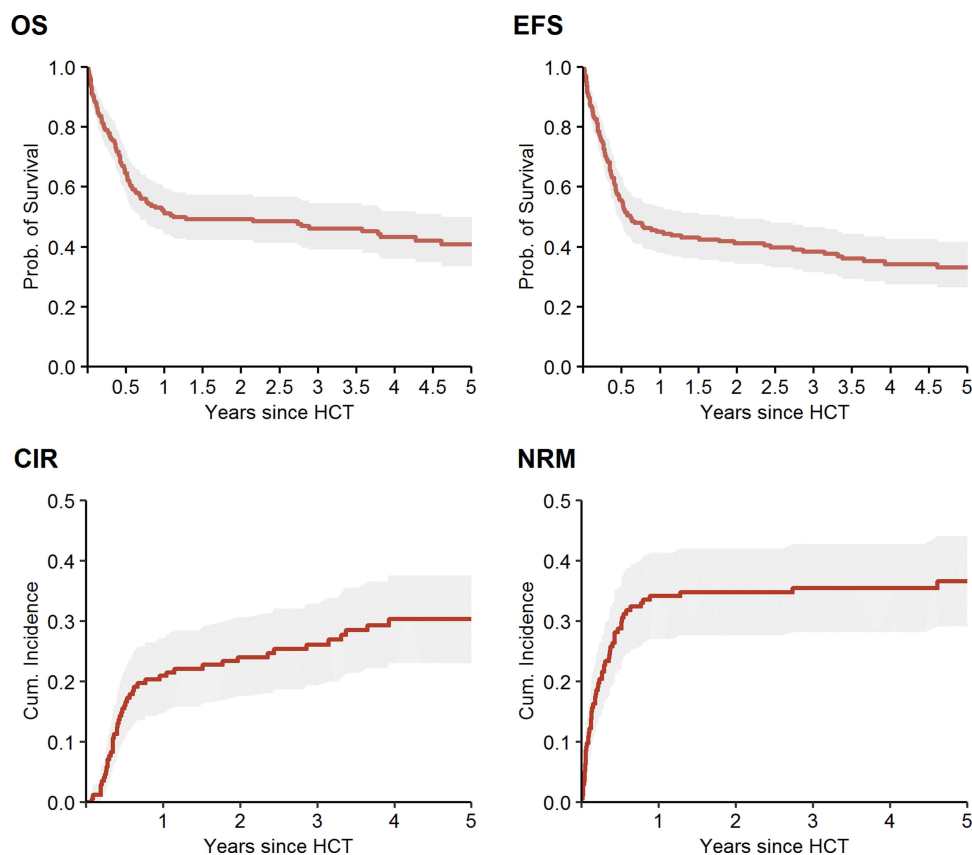 OS
Prob. of Survival
1.0
0.8
0.6
0.4
0.2
0.0
0.5 1 1.5 2 2.5 3 3.5 4 4.5 5
Years since HCT
EFS
Prob. of Survival
1.0
0.8
0.6
0.4
0.2
0.0
0.5 1 1.5 2 2.5 3 3.5 4 4.5 5
Years since HCT
CIR
Cum. Incidence
0.5
0.4
0.3
0.2
0.1
0.0
1 2 3 4 5
Years since HCT
NRM
Cum. Incidence
0.5
0.4
0.3
0.2
0.1
0.0
1 2 3 4 5
Years since HCT